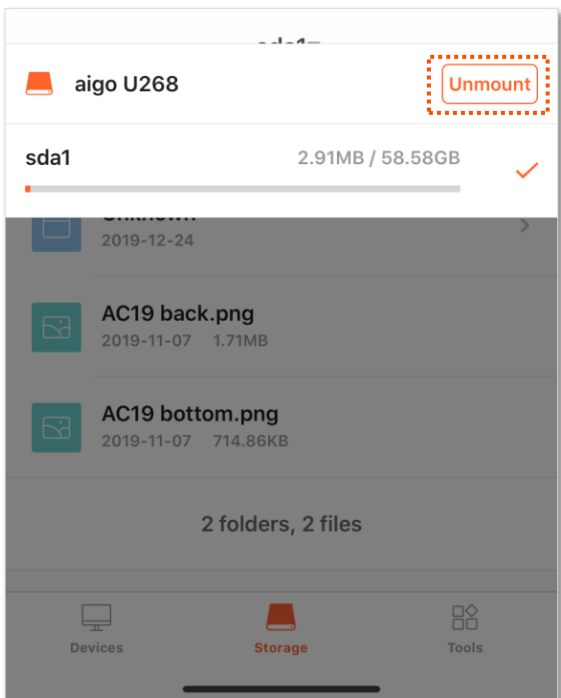 aigo U268
Unmount
sda1
2.91MB / 58.58GB
Unknown
2019-12-24
AC19 back.png
2019-11-07 1.71MB
AC19 bottom.png
2019-11-07 714.86KB
2 folders, 2 files
Devices
Storage
Tools